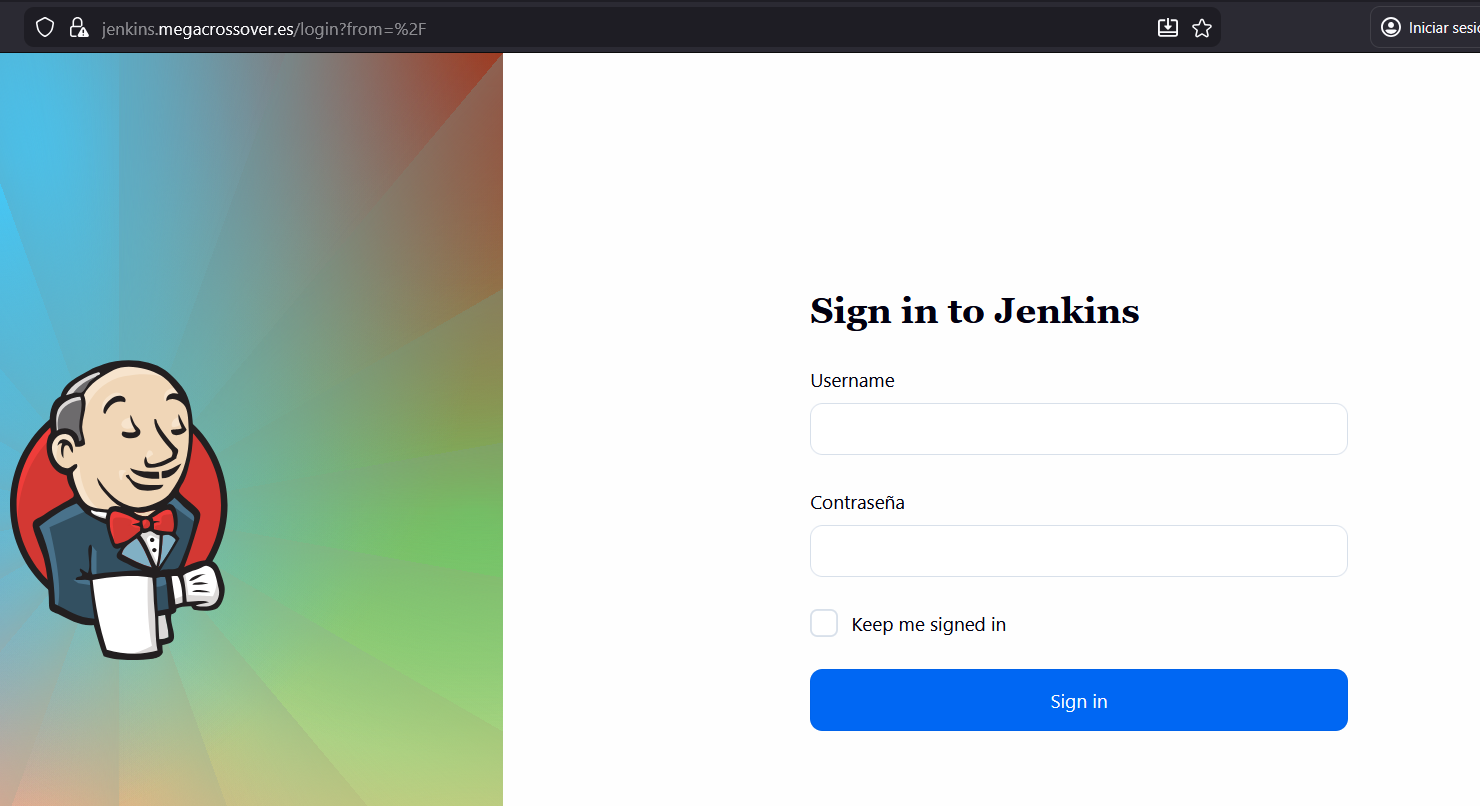 jenkins.megacrossover.es/login?from=%2F
Iniciar sesi
Sign in to Jenkins
Username
Contraseña
Keep me signed in
Sign in